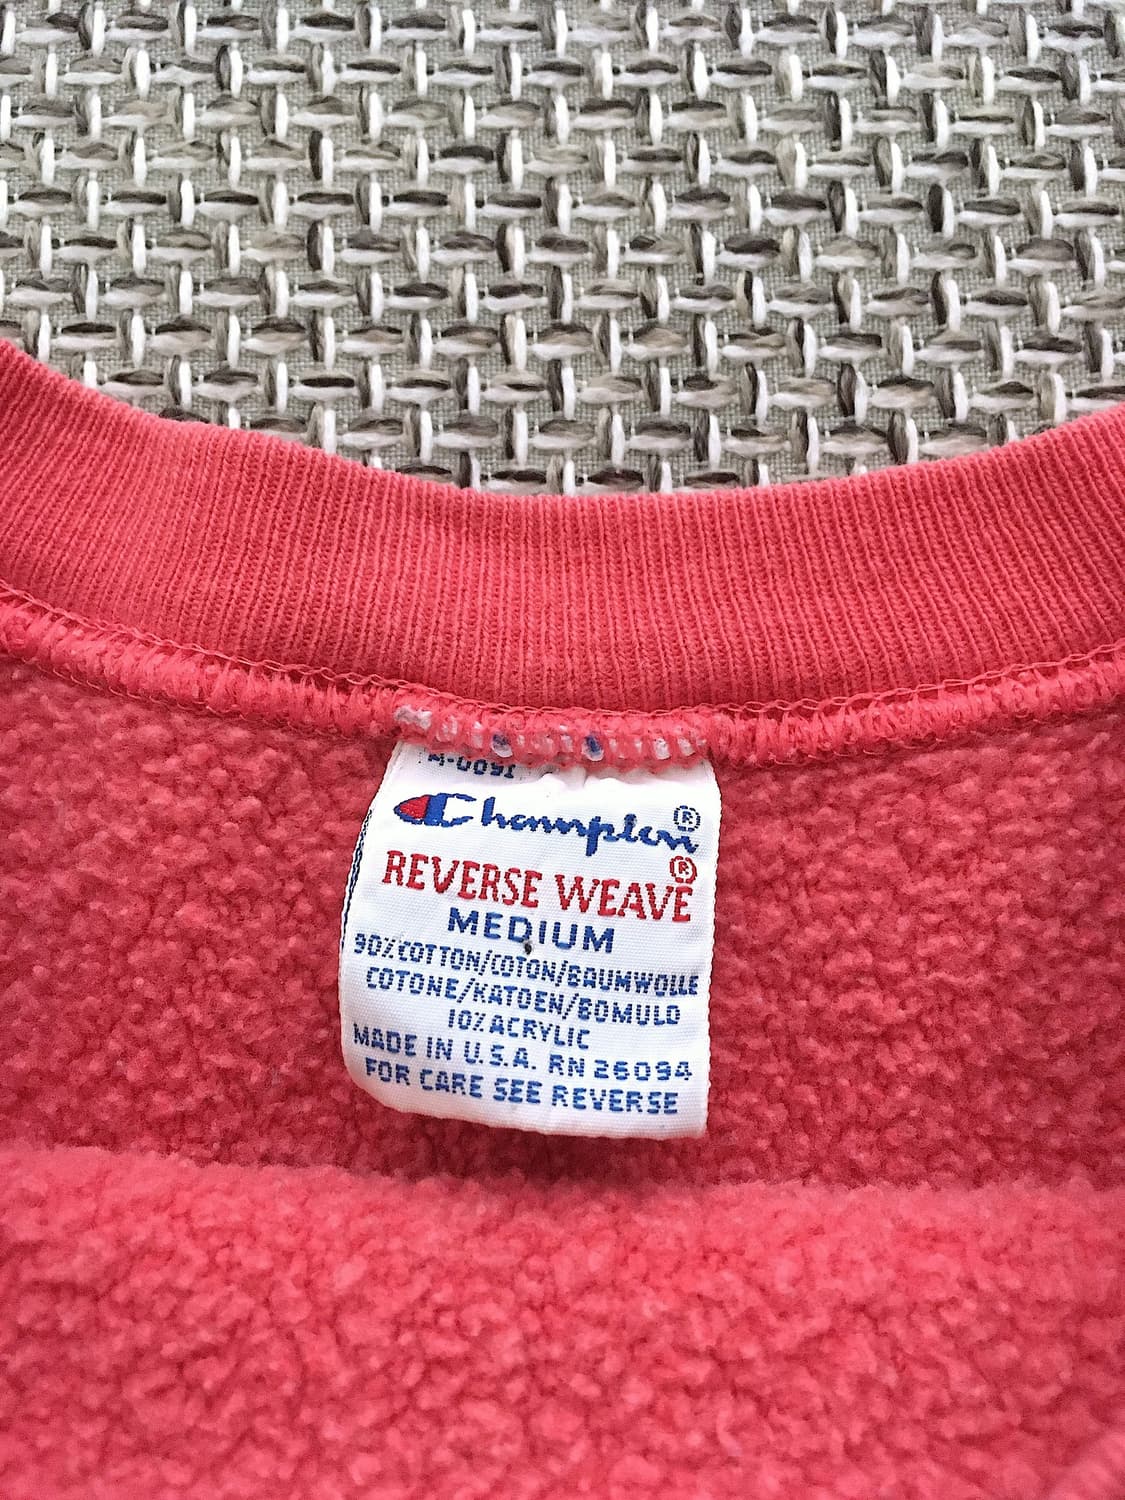 Champion®
REVERSE WEAVE®
MEDIUM
90%COTTON/COTON/BAUMWOLLE
COTONE/KATOEN/BOMULD
10%ACRYLIC
MADE IN U.S.A. RN 26094
FOR CARE SEE REVERSE